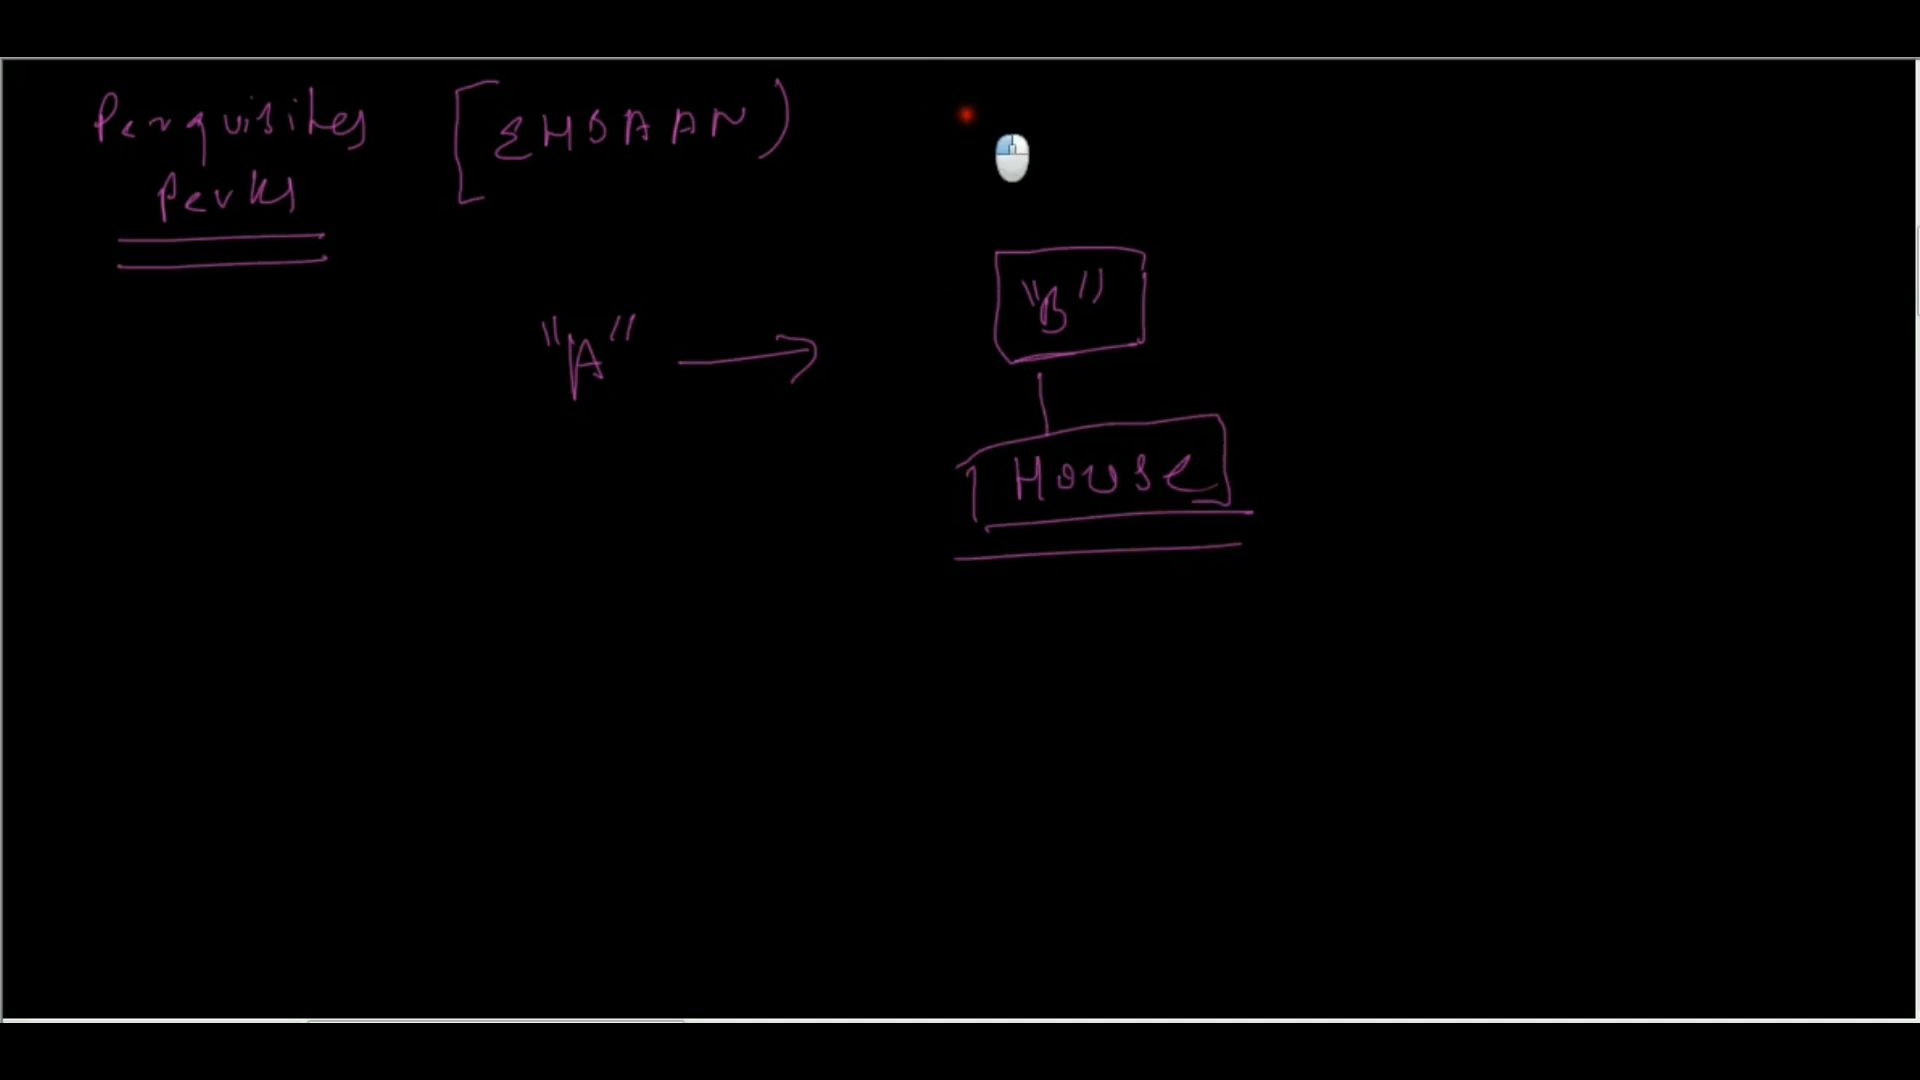 Perquisites [EHSAAN)
Perks
"B"
"A"
House